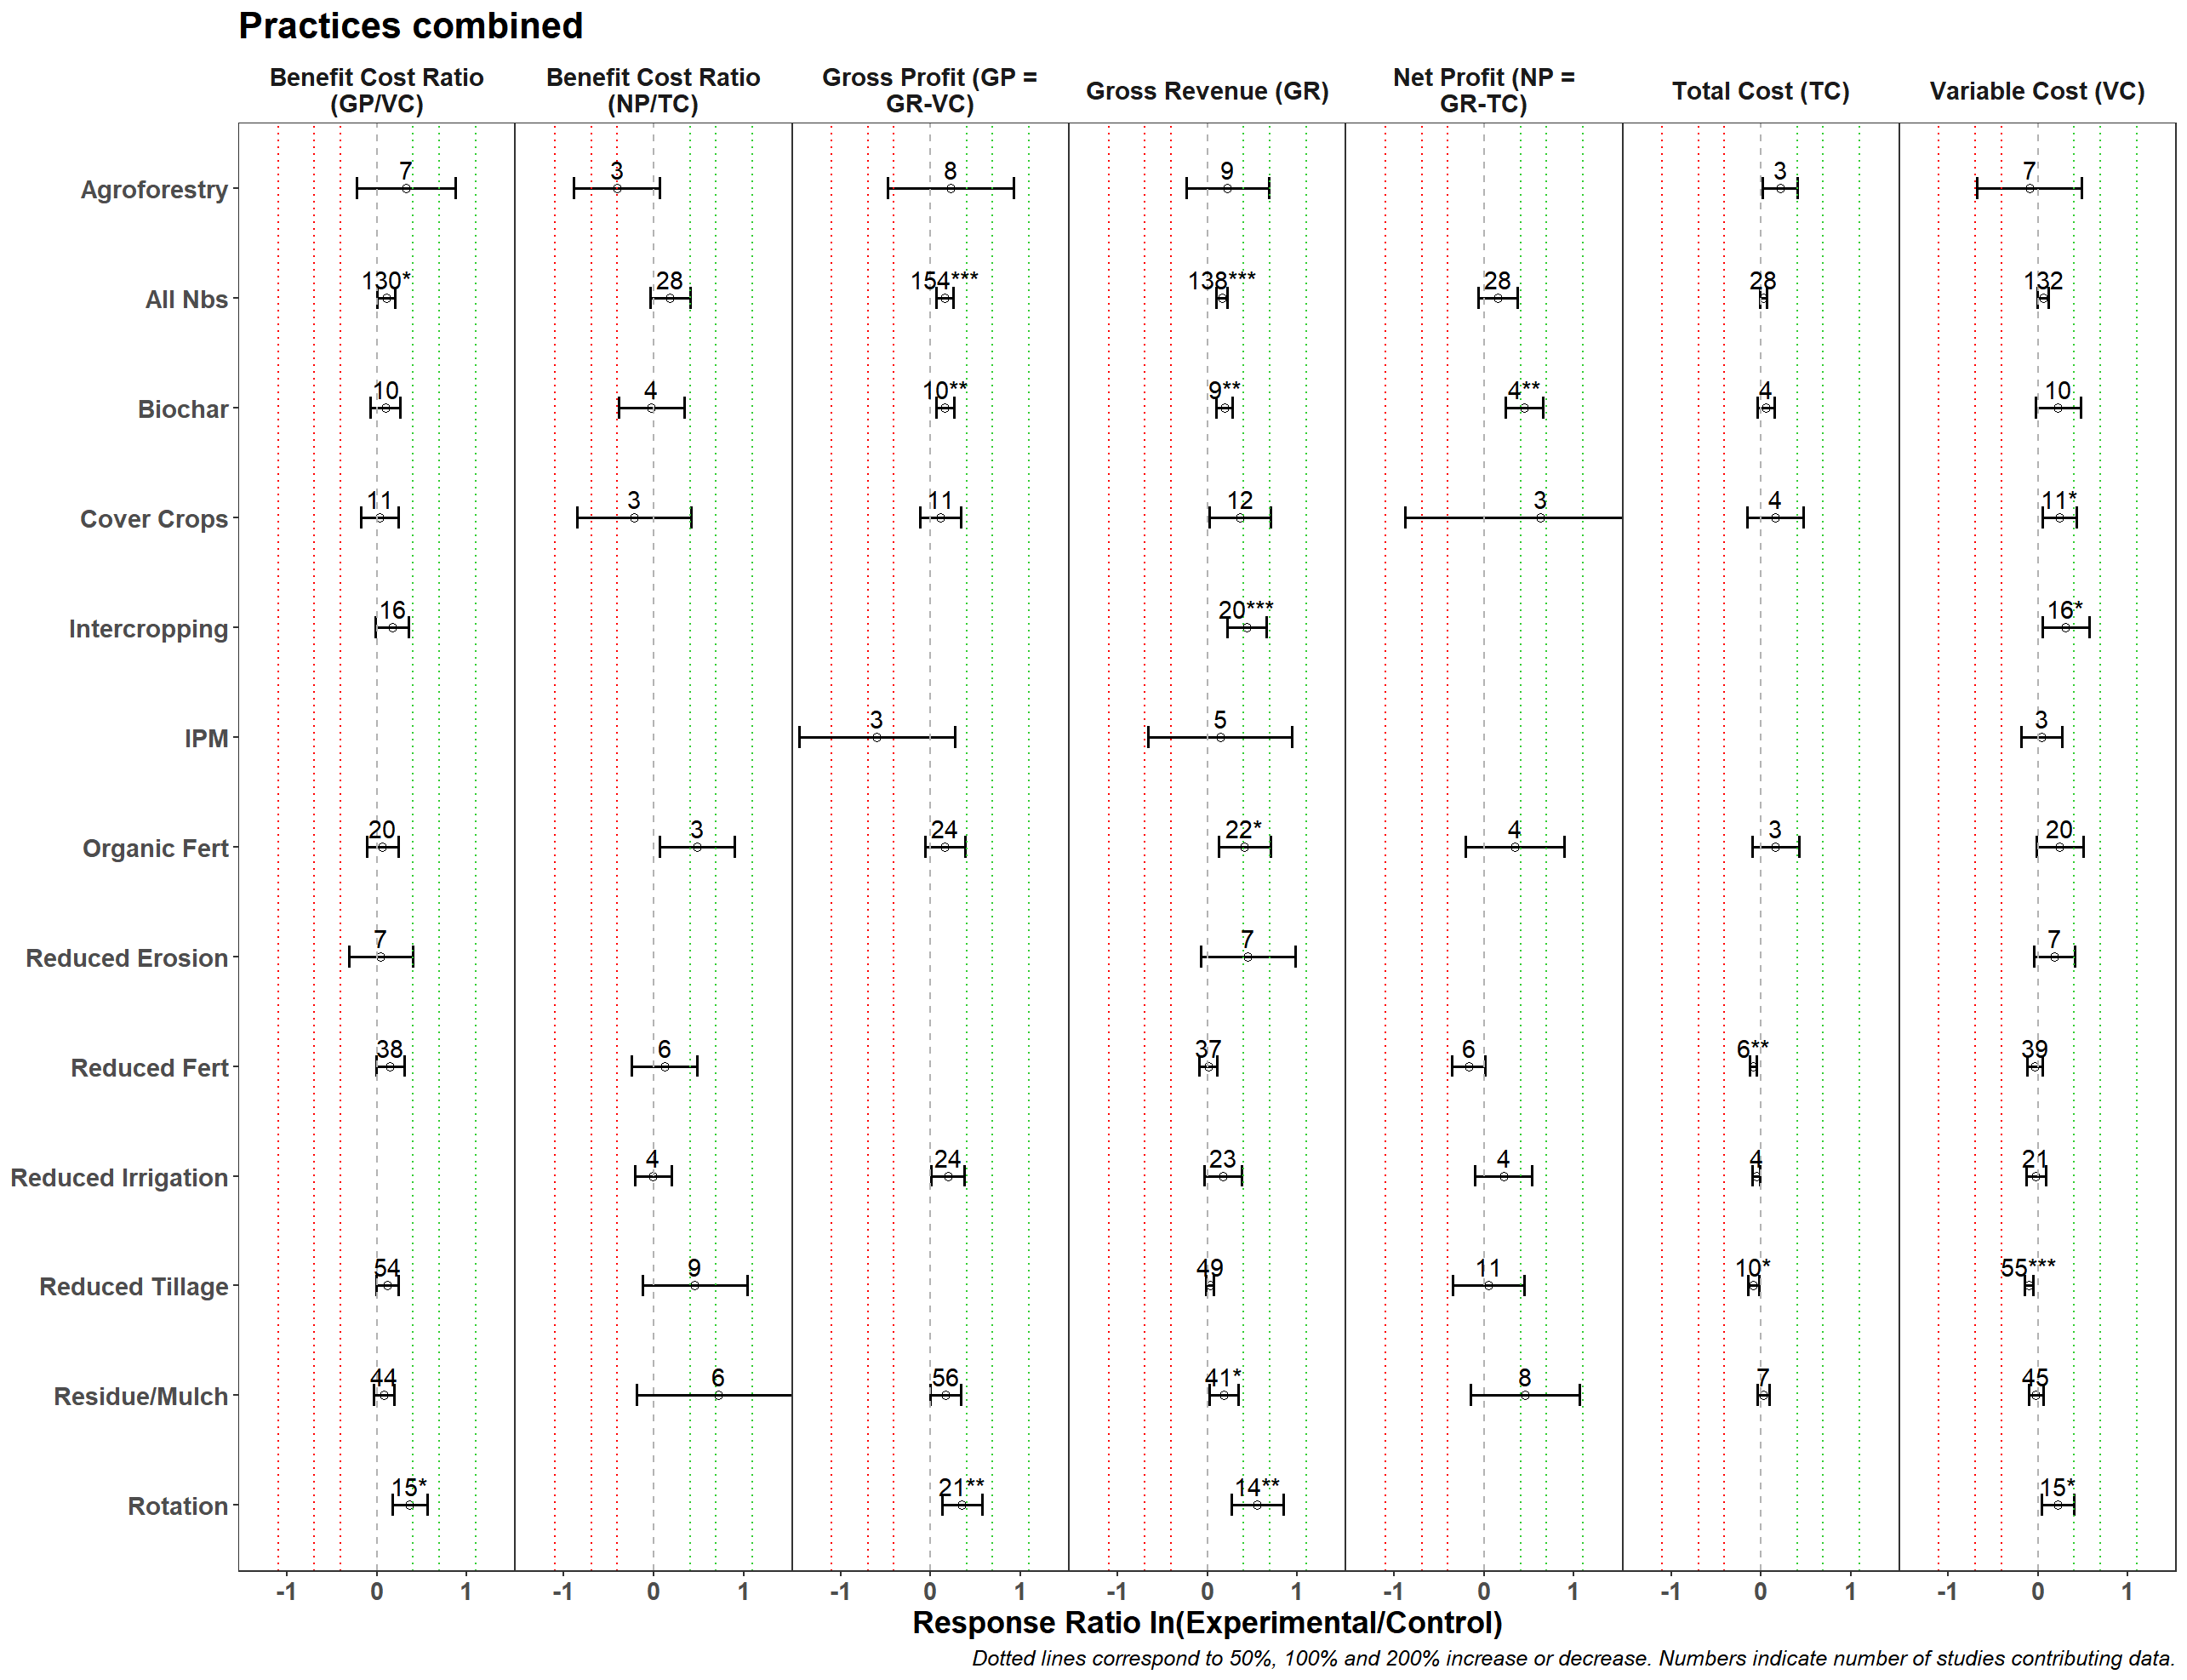 Practices combined
Benefit Cost Ratio
(GP/VC)
Benefit Cost Ratio
(NP/TC)
Gross Profit (GP =
GR-VC)
Gross Revenue (GR)
Net Profit (NP =
GR-TC)
Total Cost (TC)
Variable Cost (VC)
Agroforestry 7 3 8 9 3 7
All Nbs 130* 28 154*** 138*** 28 28 132
Biochar 10 4 10** 9** 4** 4 10
Cover Crops 11 3 11 12 3 4 11*
Intercropping 16 20*** 16*
IPM 3 5 3
Organic Fert 20 3 24 22* 4 3 20
Reduced Erosion 7 7 7
Reduced Fert 38 6 37 6 6** 39
Reduced Irrigation 4 24 23 4 4 21
Reduced Tillage 54 9 49 11 10* 55***
Residue/Mulch 44 6 56 41* 8 7 45
Rotation 15* 21** 14** 15*
-1 0 1 -1 0 1 -1 0 1 -1 0 1 -1 0 1 -1 0 1 -1 0 1
Response Ratio ln(Experimental/Control)
Dotted lines correspond to 50%, 100% and 200% increase or decrease. Numbers indicate number of studies contributing data.